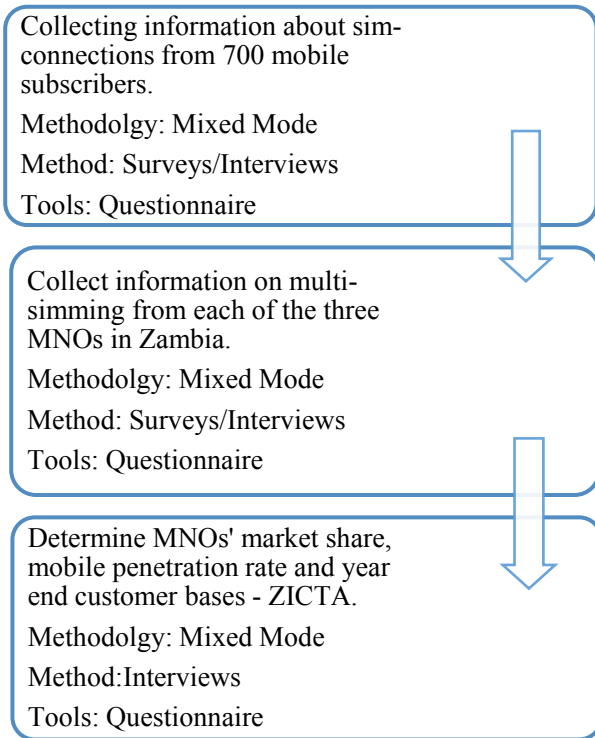 Collecting information about sim-
connections from 700 mobile
subscribers.
Methodolgy: Mixed Mode
Method: Surveys/Interviews
Tools: Questionnaire
Collect information on multi-
simming from each of the three
MNOs in Zambia.
Methodolgy: Mixed Mode
Method: Surveys/Interviews
Tools: Questionnaire
Determine MNOs' market share,
mobile penetration rate and year
end customer bases - ZICTA.
Methodolgy: Mixed Mode
Method:Interviews
Tools: Questionnaire